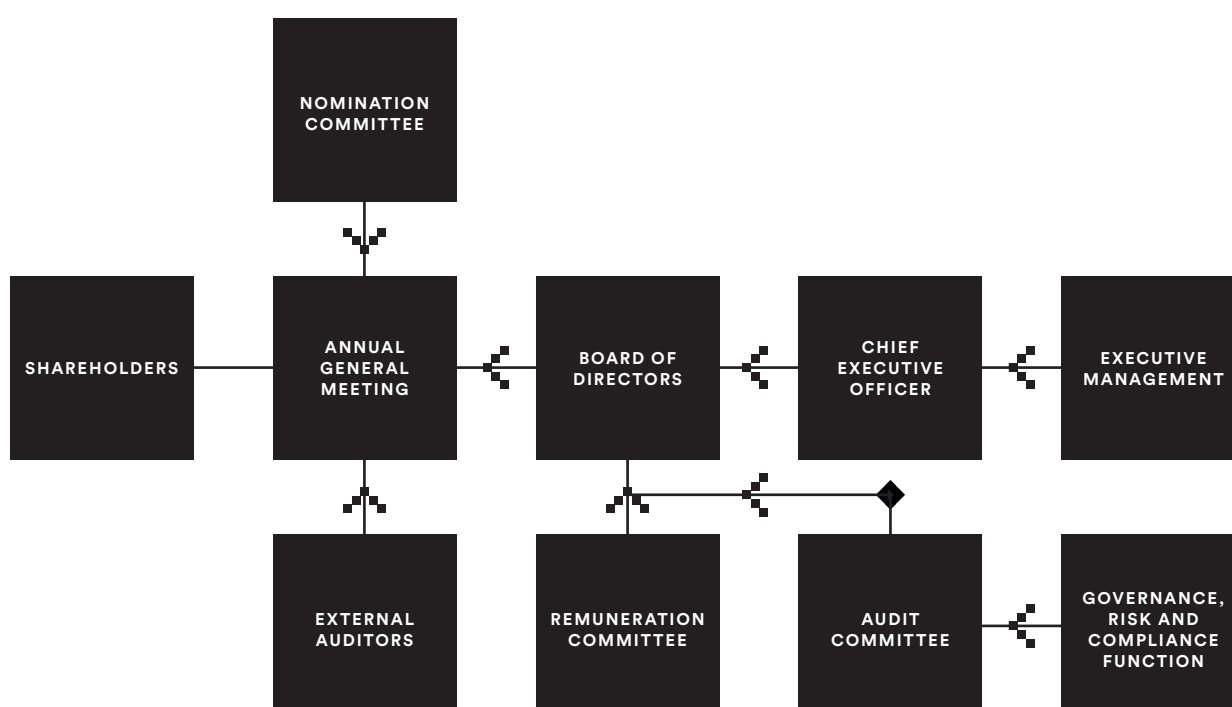 NOMINATION
COMMITTEE
SHAREHOLDERS
ANNUAL
GENERAL
MEETING
BOARD OF
DIRECTORS
CHIEF
EXECUTIVE
OFFICER
EXECUTIVE
MANAGEMENT
EXTERNAL
AUDITORS
REMUNERATION
COMMITTEE
AUDIT
COMMITTEE
GOVERNANCE,
RISK AND
COMPLIANCE
FUNCTION